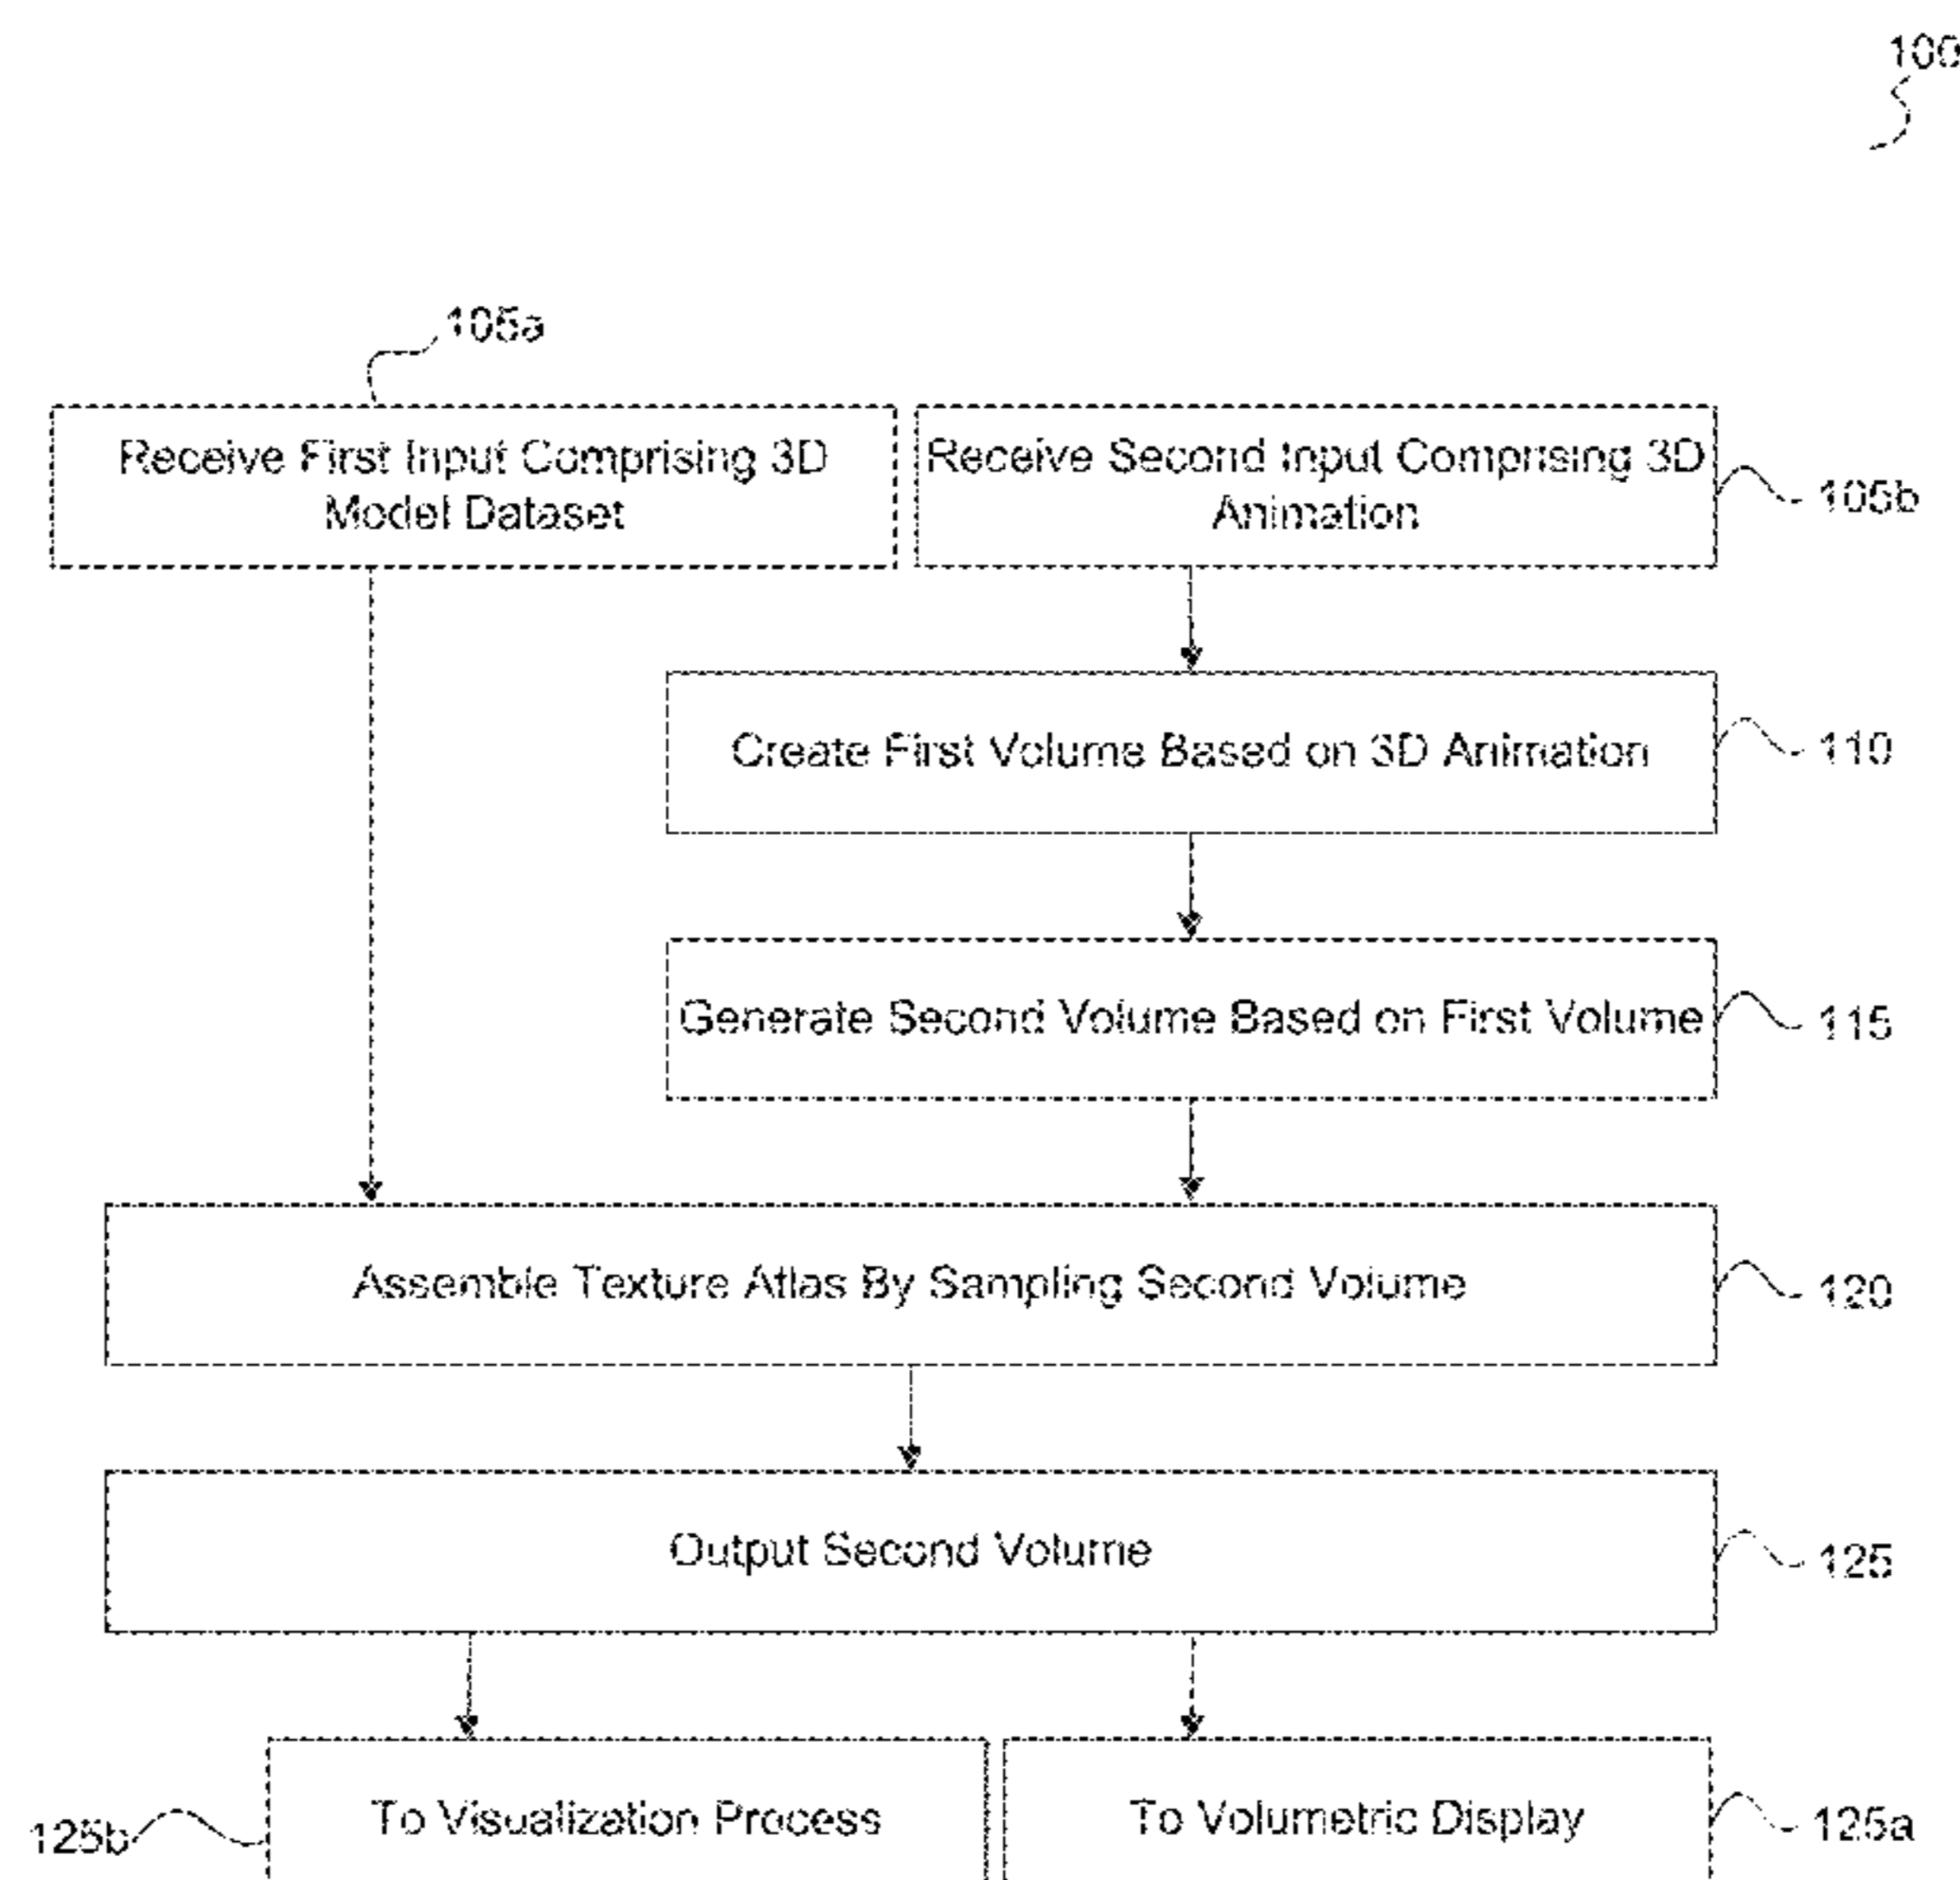 100
105a
Receive First Input Comprising 3D
Model Dataset
Receive Second Input Comprising 3D
Animation
105b
Create First Volume Based on 3D Animation
110
Generate Second Volume Based on First Volume
115
Assemble Texture Atlas By Sampling Second Volume
120
Output Second Volume
125
125b
To Visualization Process
To Volumetric Display
125a